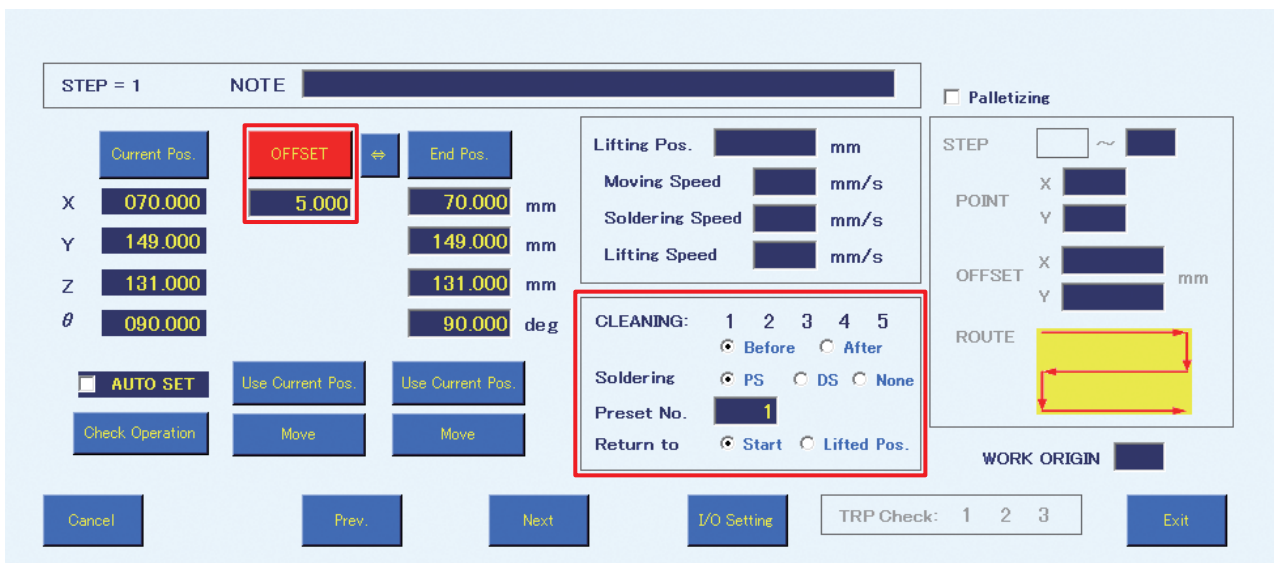 STEP = 1 NOTE
Palletizing
Current Pos. OFFSET ⇔ End Pos.
X 070.000 5.000 70.000 mm
Y 149.000 149.000 mm
Z 131.000 131.000 mm
θ 090.000 90.000 deg
AUTO SET Use Current Pos. Use Current Pos.
Check Operation Move Move
Lifting Pos. mm
Moving Speed mm/s
Soldering Speed mm/s
Lifting Speed mm/s
CLEANING: 1 2 3 4 5
Before After
Soldering PS DS None
Preset No. 1
Return to Start Lifted Pos.
STEP ~
POINT X
Y
OFFSET X mm
Y
ROUTE
WORK ORIGIN
Cancel Prev. Next I/O Setting TRP Check: 1 2 3 Exit